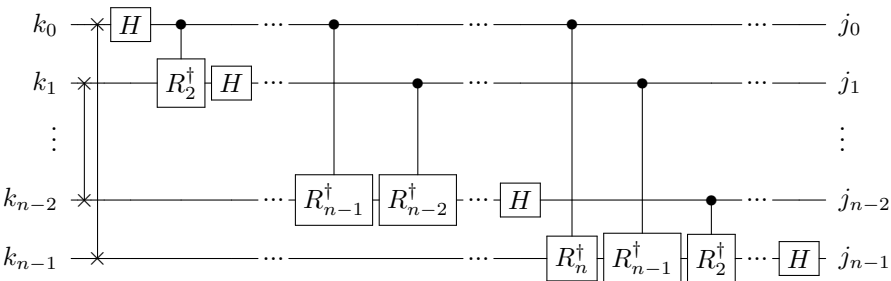 k_0 H ... ... ... j_0
k_1 R_2^† H ... ... ... j_1
⋮ ⋮
k_{n-2} ... R_{n-1}^† R_{n-2}^† ... H ... j_{n-2}
k_{n-1} ... ... R_n^† R_{n-1}^† R_2^† ... H j_{n-1}